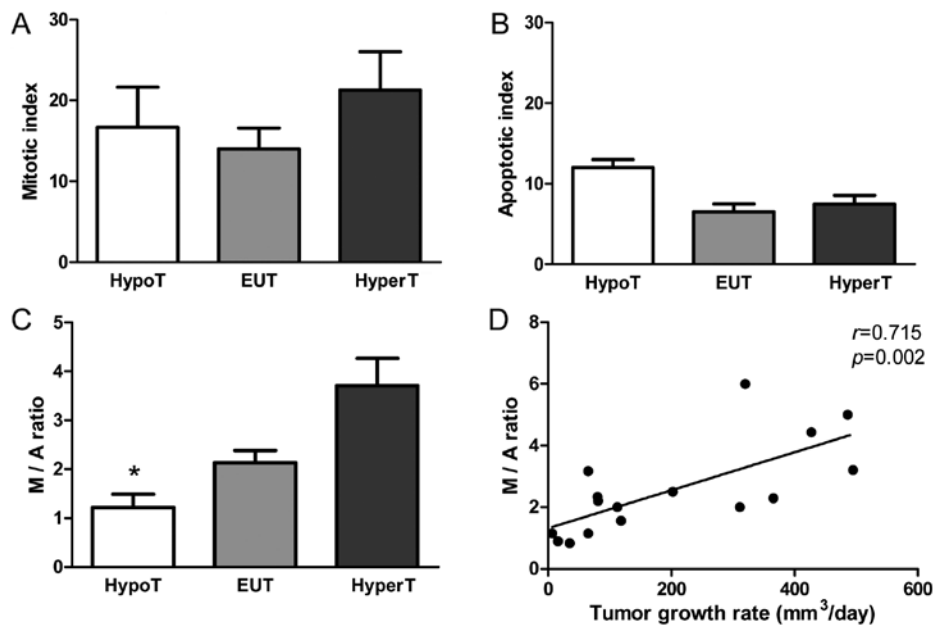 A
Mitotic index
30
20
10
0
HypoT EUT HyperT
B
Apoptotic index
30
20
10
0
HypoT EUT HyperT
C
M / A ratio
5
4
3
2
1
0
*
HypoT EUT HyperT
D
M / A ratio
8
6
4
2
0
r=0.715
p=0.002
0 200 400 600
Tumor growth rate (mm³/day)